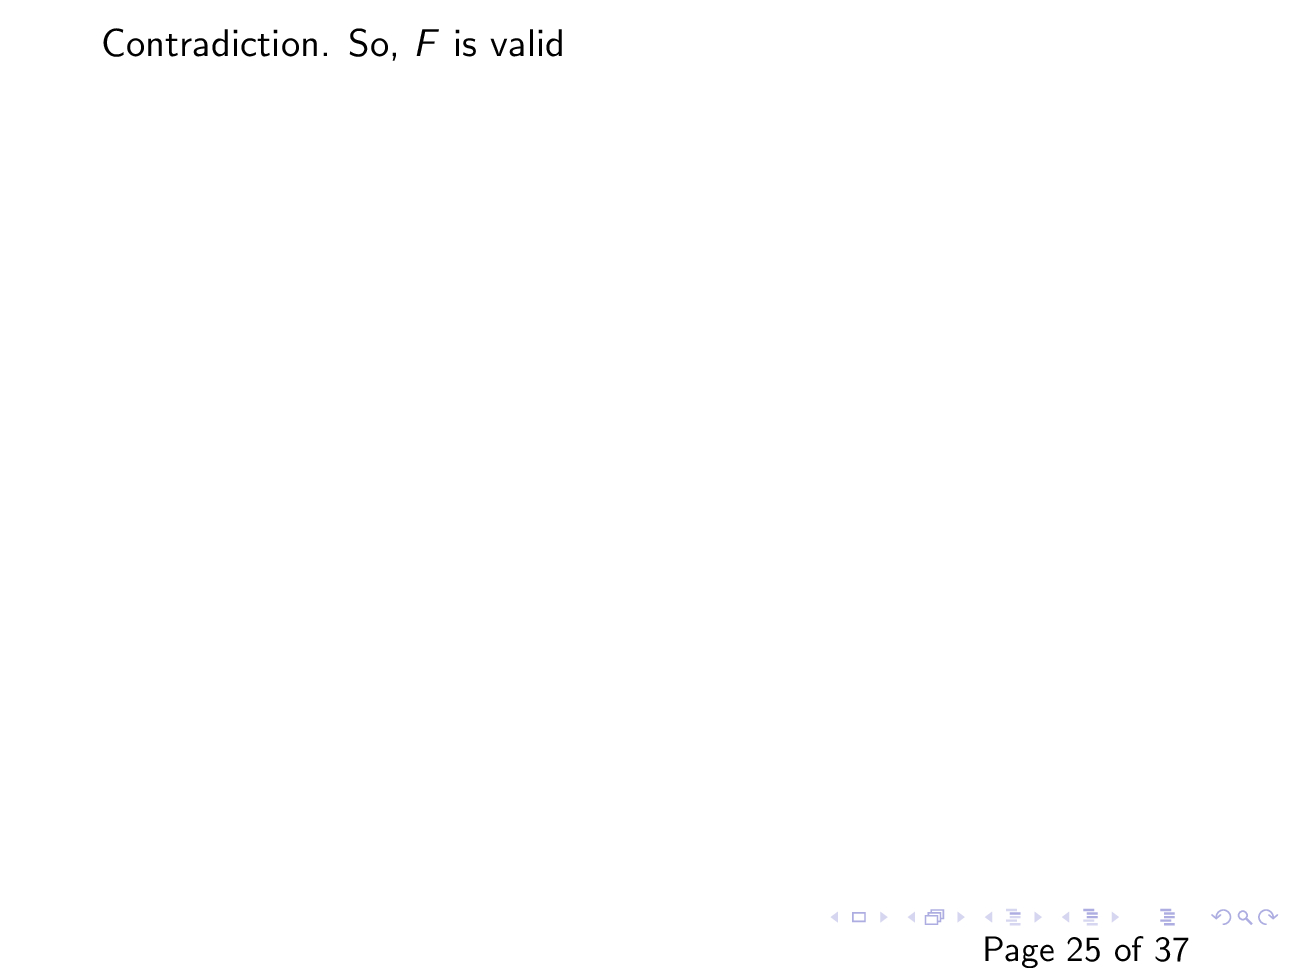 Contradiction. So, F is valid
Page 25 of 37